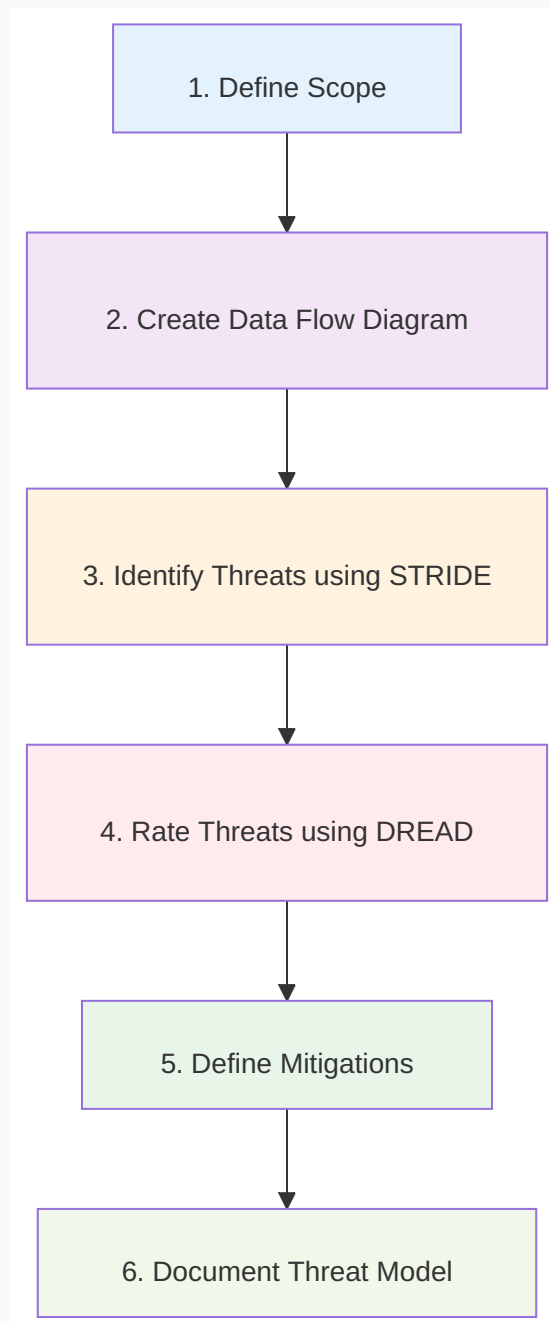 1. Define Scope
2. Create Data Flow Diagram
3. Identify Threats using STRIDE
4. Rate Threats using DREAD
5. Define Mitigations
6. Document Threat Model